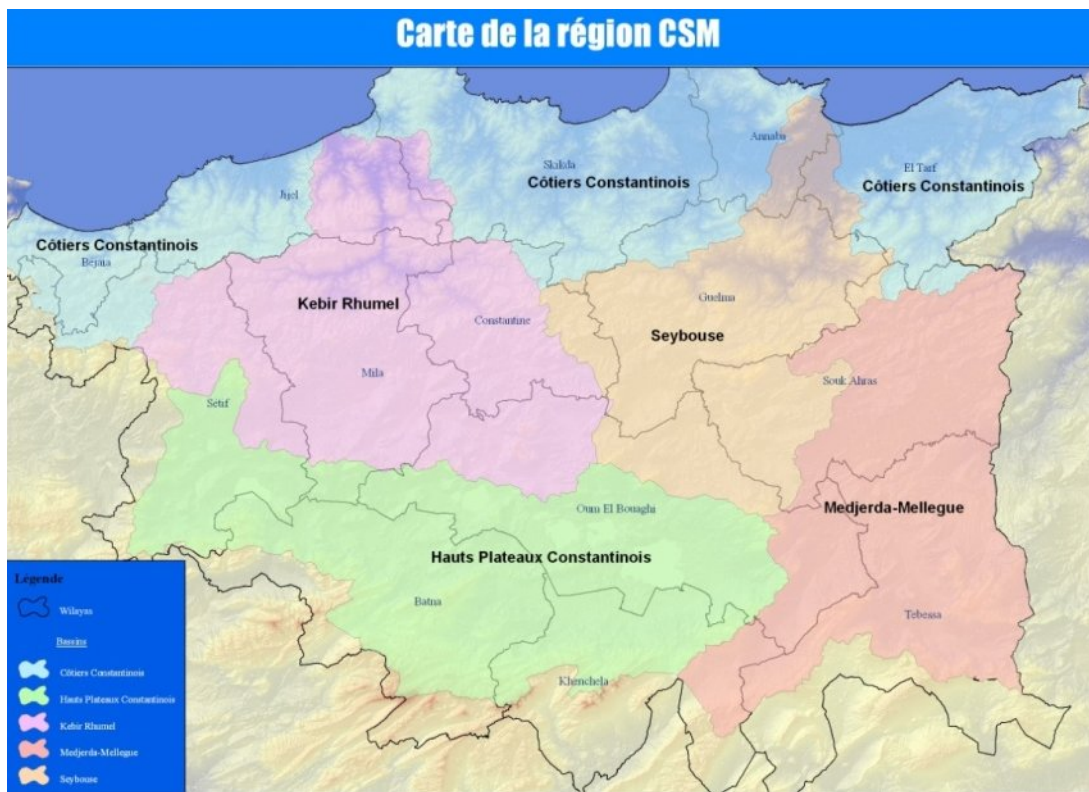 Carte de la région CSM
Annaba
Skikda
El Tarf
Côtiers Constantinois
Côtiers Constantinois
Jijel
Côtiers Constantinois
Bejaia
Kebir Rhumel
Guelma
Constantine
Seybouse
Mila
Souk Ahras
Sétif
Oum El Bouaghi
Medjerda-Mellegue
Hauts Plateaux Constantinois
Batna
Tebessa
Khenchela
Légende
Wilayas
Bassins
Côtiers Constantinois
Hauts Plateaux Constantinois
Kebir Rhumel
Medjerda-Mellegue
Seybouse